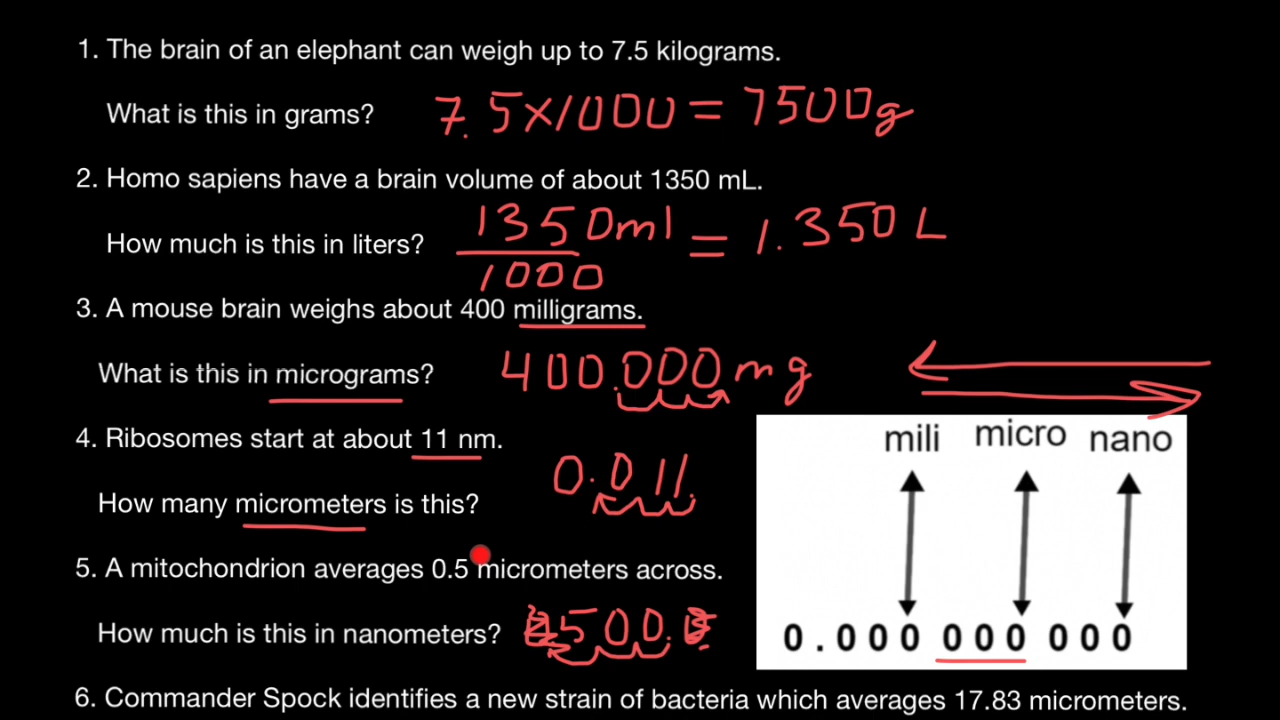 1. The brain of an elephant can weigh up to 7.5 kilograms.
What is this in grams? 7.5x1000 = 7500g
2. Homo sapiens have a brain volume of about 1350 mL.
How much is this in liters? 1350ml = 1.350 L
1000
3. A mouse brain weighs about 400 milligrams.
What is this in micrograms? 400.000 mg
4. Ribosomes start at about 11 nm.
mili micro nano
How many micrometers is this? 0.011.
5. A mitochondrion averages 0.5 micrometers across.
How much is this in nanometers? 500.
0.000 000 000
6. Commander Spock identifies a new strain of bacteria which averages 17.83 micrometers.